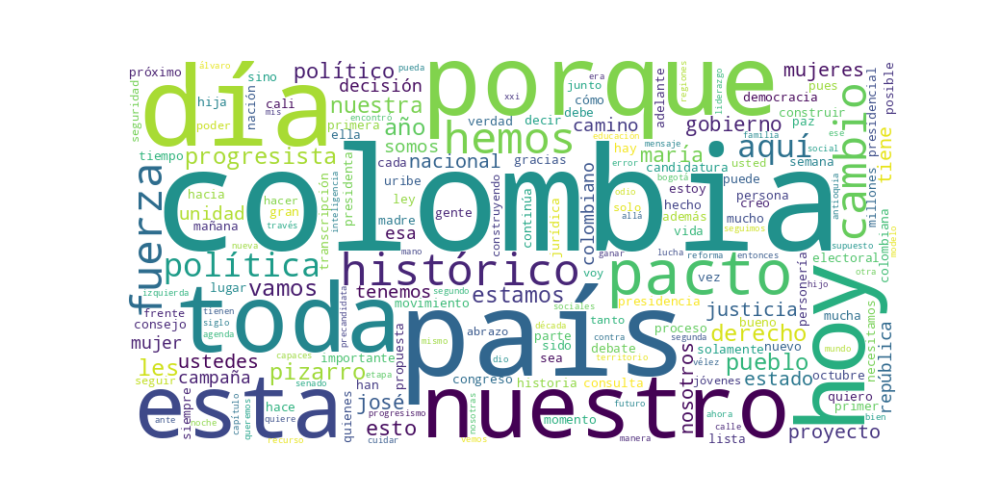 próximo
álvaro
sino
político
pueda
porque
era
junto
cómo
regiones
liderazgo
adelante
mujeres
pues
posible
seguridad
día
hija
cali
mis
nación
decisión
nuestra
xxi
verdad
decir
debe
democracia
construir
cambio
presidencial
poder
ella
primera
año
hemos
encontro
camino
educación
gobierno
familia
paz
ese
tiene
tiempo
progresista
somos
cada
nacional
gracias
hay
mensaje
maría
aquí
social
usted
semana
millones
fuerza
hacia
transcripción
inteligencia
presidenta
uribe
candidatura
error
bogotá
estoy
puede
persona
antioquia
colombia
unidad
hacer
gran
través
mañana
ley
madre
esa
gente
construyendo
continúa
jurídica
colombiano
odio
solo
hecho
además
vida
creo
mucho
allá
seguimos
supuesto
colombiana
nueva
mano
ganar
lucha
reforma
entonces
electoral
otra
modelo
política
histórico
pacto
voy
vez
personería
hijo
izquierda
lugar
vamos
tenemos
segundo
estamos
presidencia
mucha
necesitamos
hoy
frente
tienen
siglo
agenda
toda
precandidata
movimiento
país
sociales
década
tanto
proceso
bueno
justicia
consejo
mismo
abrazo
parte
sido
contra
debate
segunda
solamente
nuevo
derecho
mundo
república
mujer
les
ustedes
importante
propuesta
dio
sea
territorio
nosotros
vélez
pueblo
seguir
campaña
pizarro
capaces
etapa
congreso
historia
consulta
jóvenes
estado
octubre
esta
siempre
senado
han
nuestro
quiero
primer
ante
capítulo
queremos
noche
hace
quiere
quienes
josé
esto
progresismo
nosotras
momento
futuro
ahora
calle
lista
bien
proyecto
recurso
cuidar
vemos
manera